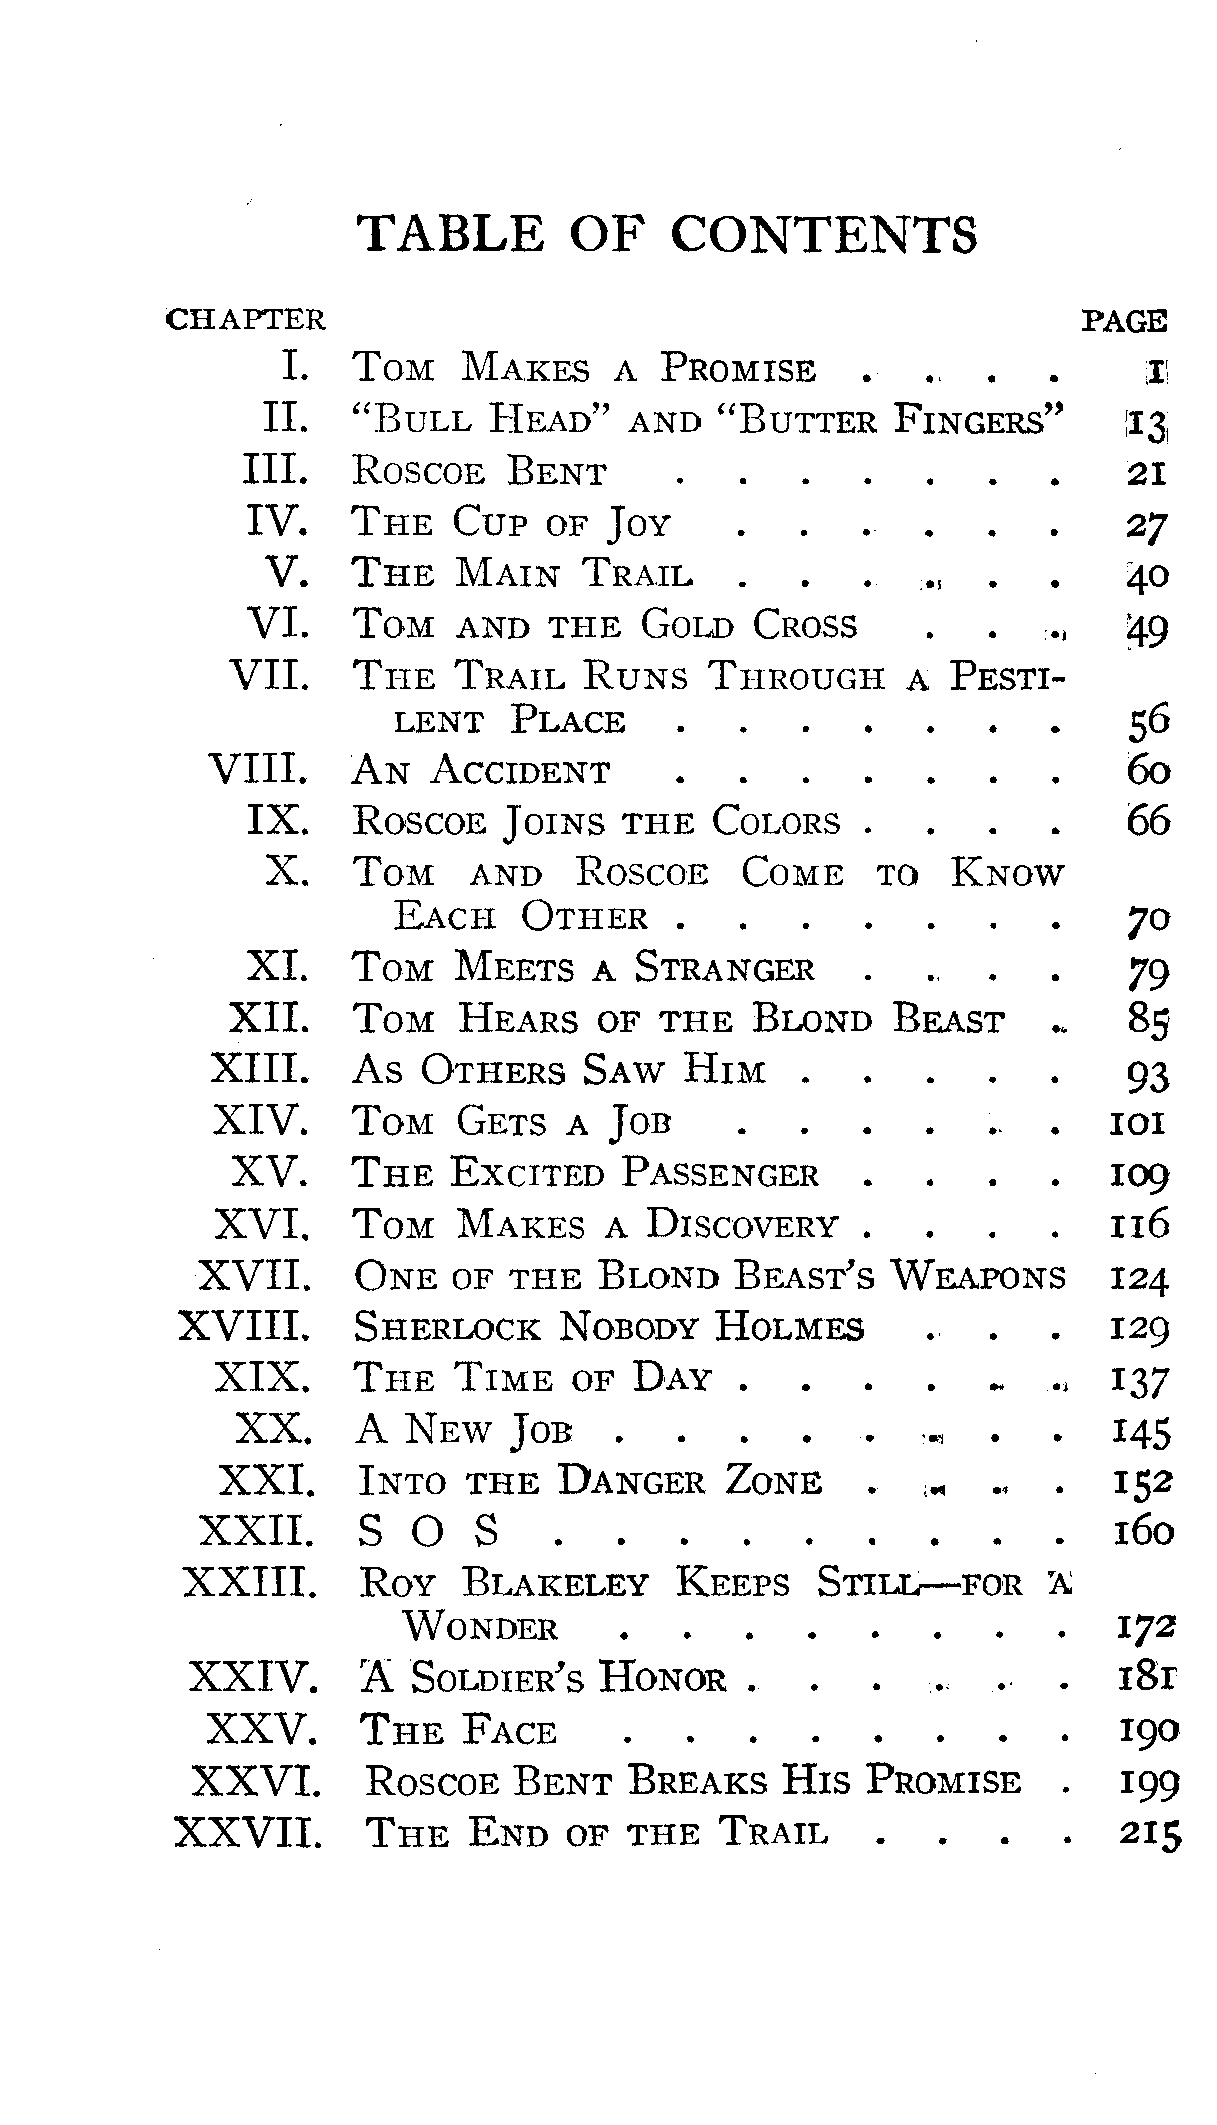 TABLE OF CONTENTS
CHAPTER PAGE
I. TOM MAKES A PROMISE . . . . 1
II. “BULL HEAD” AND “BUTTER FINGERS” 13
III. ROSCOE BENT . . . . . . . 21
IV. THE CUP OF JOY . . . . . . 27
V. THE MAIN TRAIL . . . . . . 40
VI. TOM AND THE GOLD CROSS . . . 49
VII. THE TRAIL RUNS THROUGH A PESTI-
LENT PLACE . . . . . . . 56
VIII. AN ACCIDENT . . . . . . . 60
IX. ROSCOE JOINS THE COLORS . . . . 66
X. TOM AND ROSCOE COME TO KNOW
EACH OTHER . . . . . . . 70
XI. TOM MEETS A STRANGER . . . . 79
XII. TOM HEARS OF THE BLOND BEAST . 85
XIII. AS OTHERS SAW HIM . . . . . 93
XIV. TOM GETS A JOB . . . . . . 101
XV. THE EXCITED PASSENGER . . . . 109
XVI. TOM MAKES A DISCOVERY . . . . 116
XVII. ONE OF THE BLOND BEAST’S WEAPONS 124
XVIII. SHERLOCK NOBODY HOLMES . . . 129
XIX. THE TIME OF DAY . . . . . . 137
XX. A NEW JOB . . . . . . . . 145
XXI. INTO THE DANGER ZONE . . . . 152
XXII. S O S . . . . . . . . . 160
XXIII. ROY BLAKELEY KEEPS STILL—FOR A
WONDER . . . . . . . . 172
XXIV. A SOLDIER’S HONOR . . . . . . 181
XXV. THE FACE . . . . . . . . 190
XXVI. ROSCOE BENT BREAKS HIS PROMISE . 199
XXVII. THE END OF THE TRAIL . . . . 215